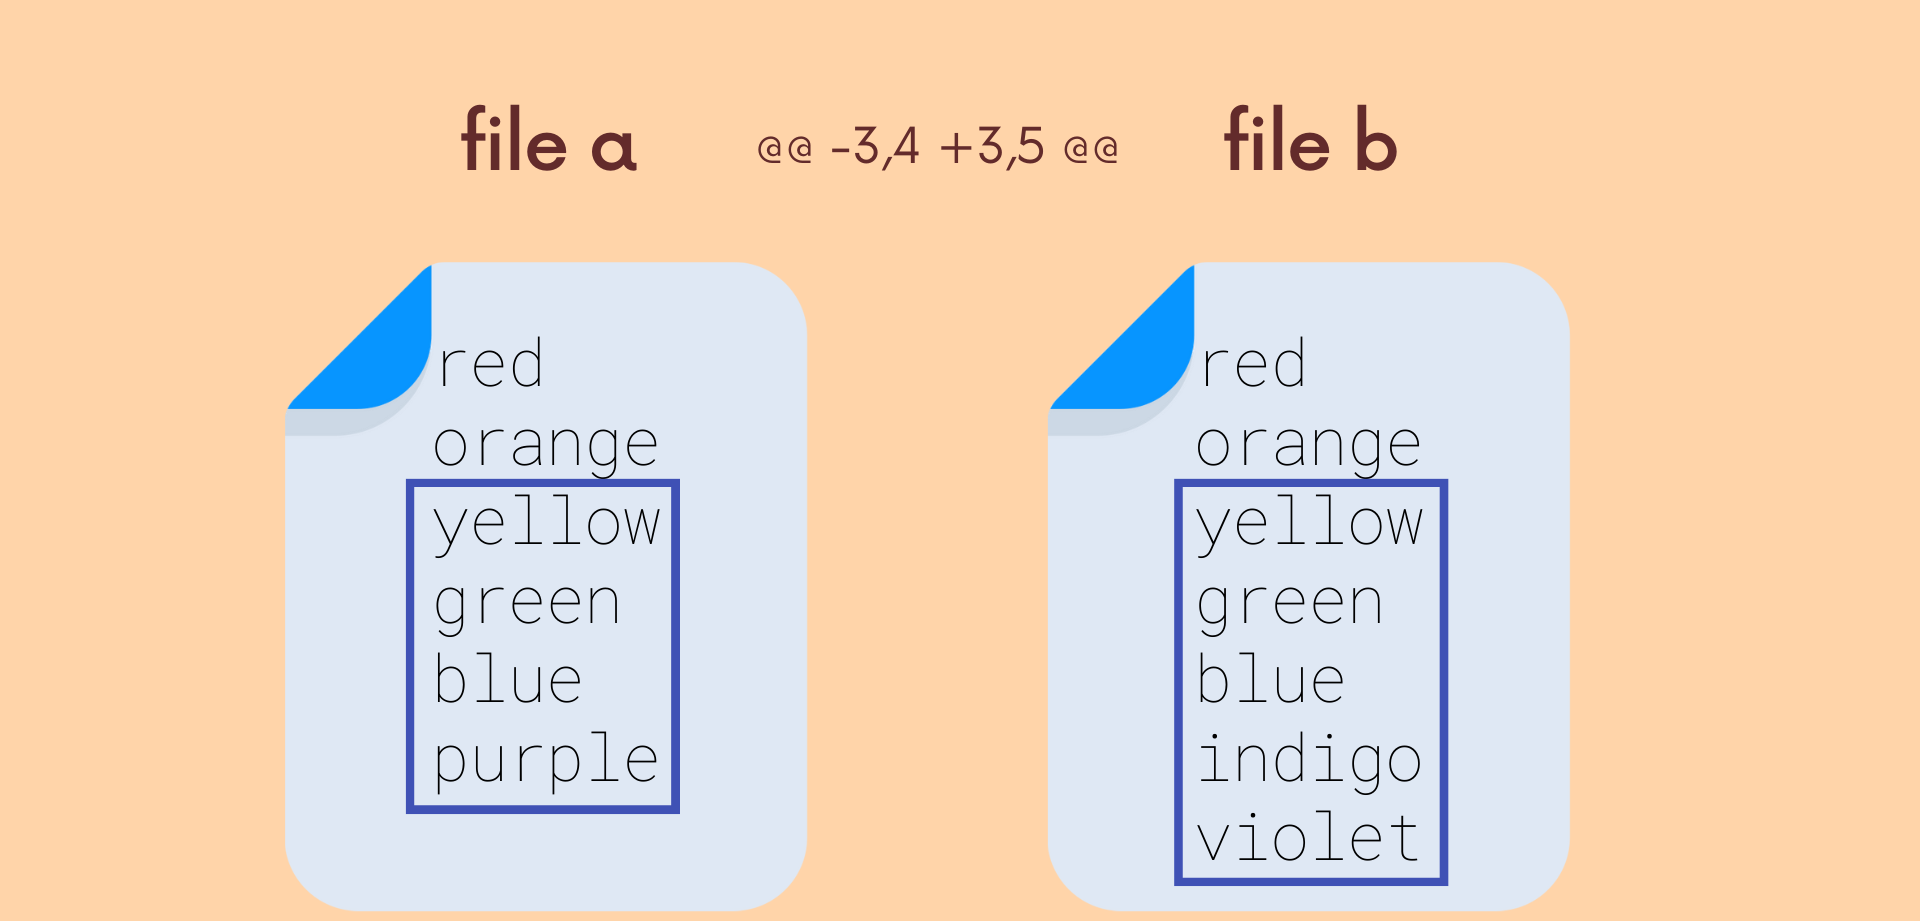 file a @@ -3,4 +3,5 @@ file b
red
orange
yellow
green
blue
purple
red
orange
yellow
green
blue
indigo
violet